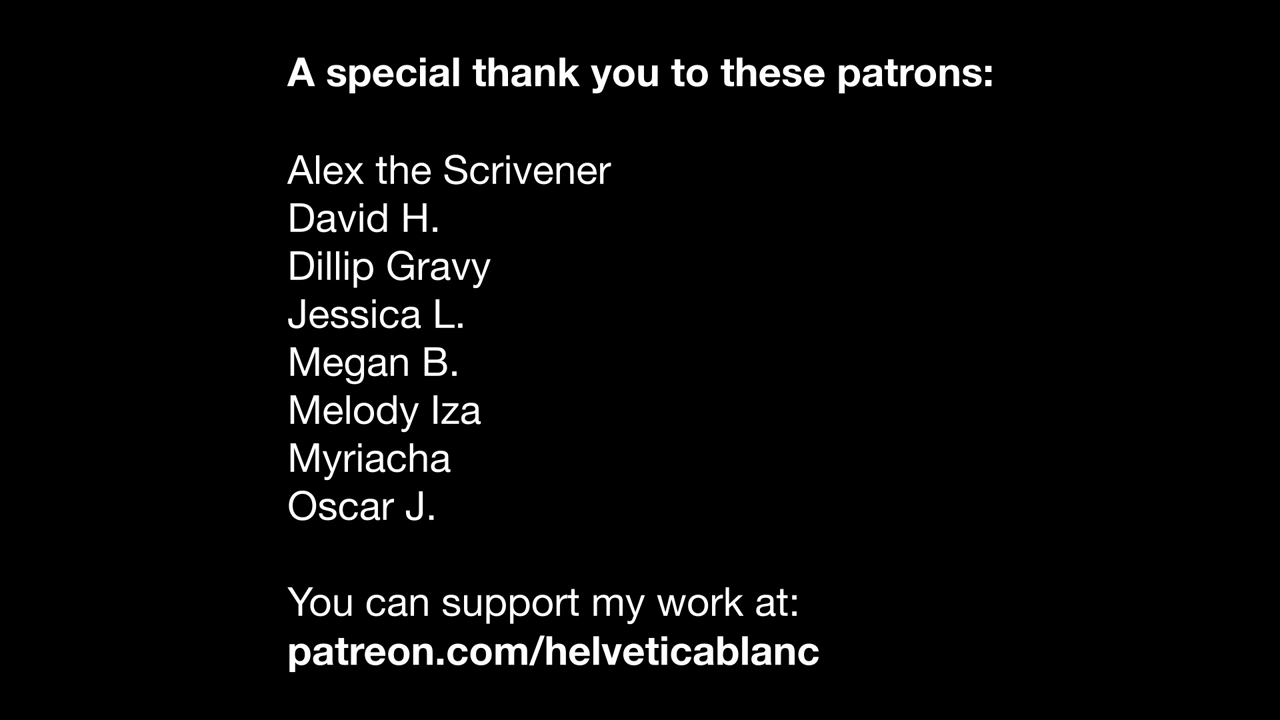 A special thank you to these patrons:
Alex the Scrivener
David H.
Dillip Gravy
Jessica L.
Megan B.
Melody Iza
Myriacha
Oscar J.
You can support my work at:
patreon.com/helveticablanc